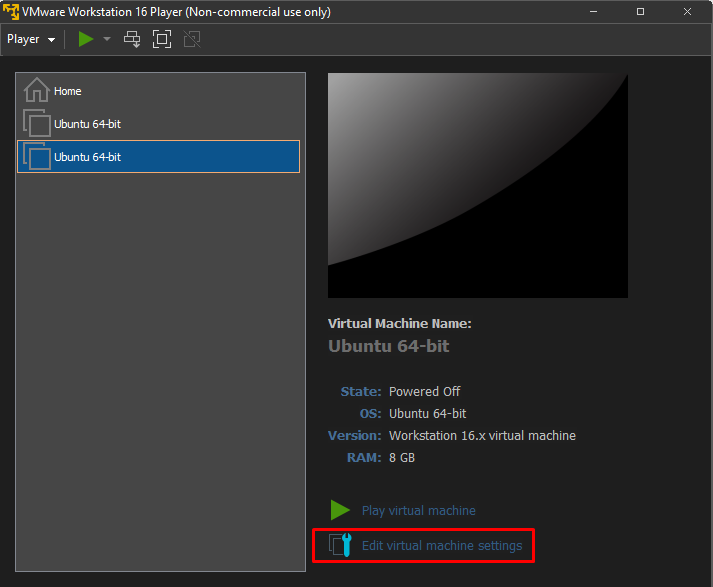 VMware Workstation 16 Player (Non-commercial use only)
Player
Home
Ubuntu 64-bit
Ubuntu 64-bit
Virtual Machine Name:
Ubuntu 64-bit
State: Powered Off
OS: Ubuntu 64-bit
Version: Workstation 16.x virtual machine
RAM: 8 GB
Play virtual machine
Edit virtual machine settings